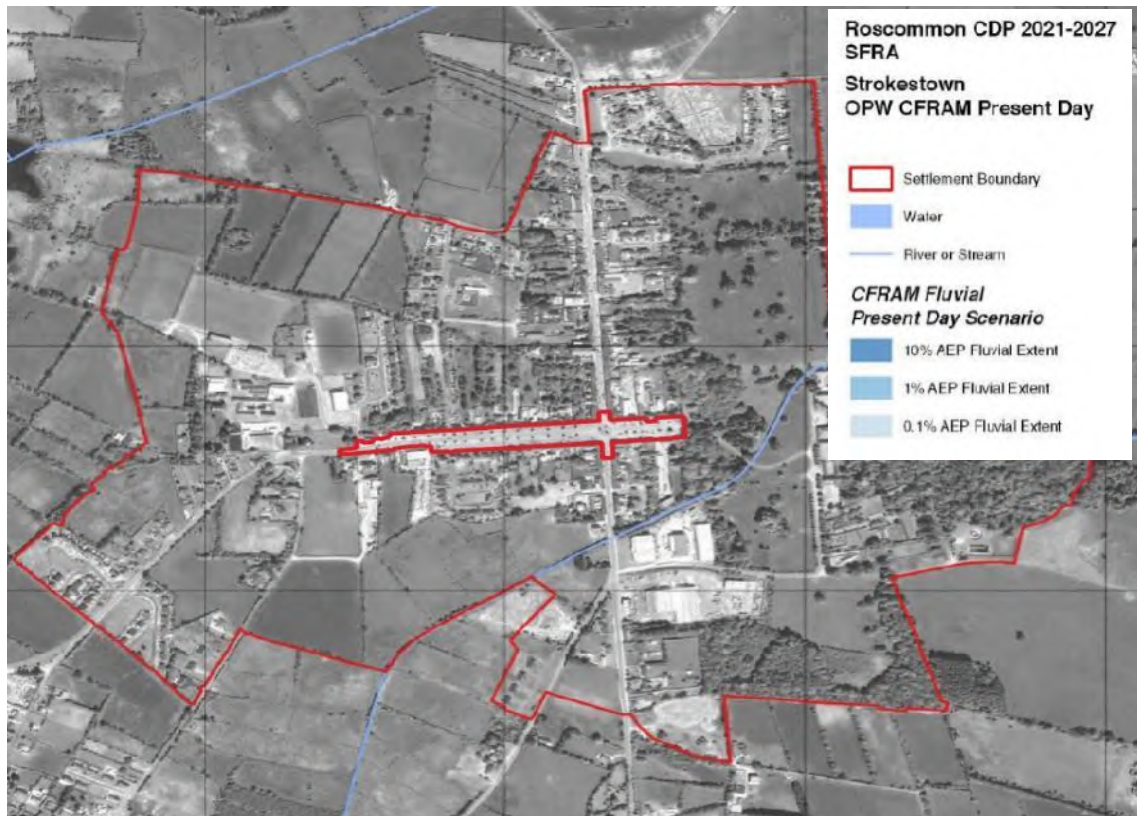 Roscommon CDP 2021-2027
SFRA
Strokestown
OPW CFRAM Present Day
Settlement Boundary
Water
River or Stream
CFRAM Fluvial
Present Day Scenario
10% AEP Fluvial Extent
1% AEP Fluvial Extent
0.1% AEP Fluvial Extent